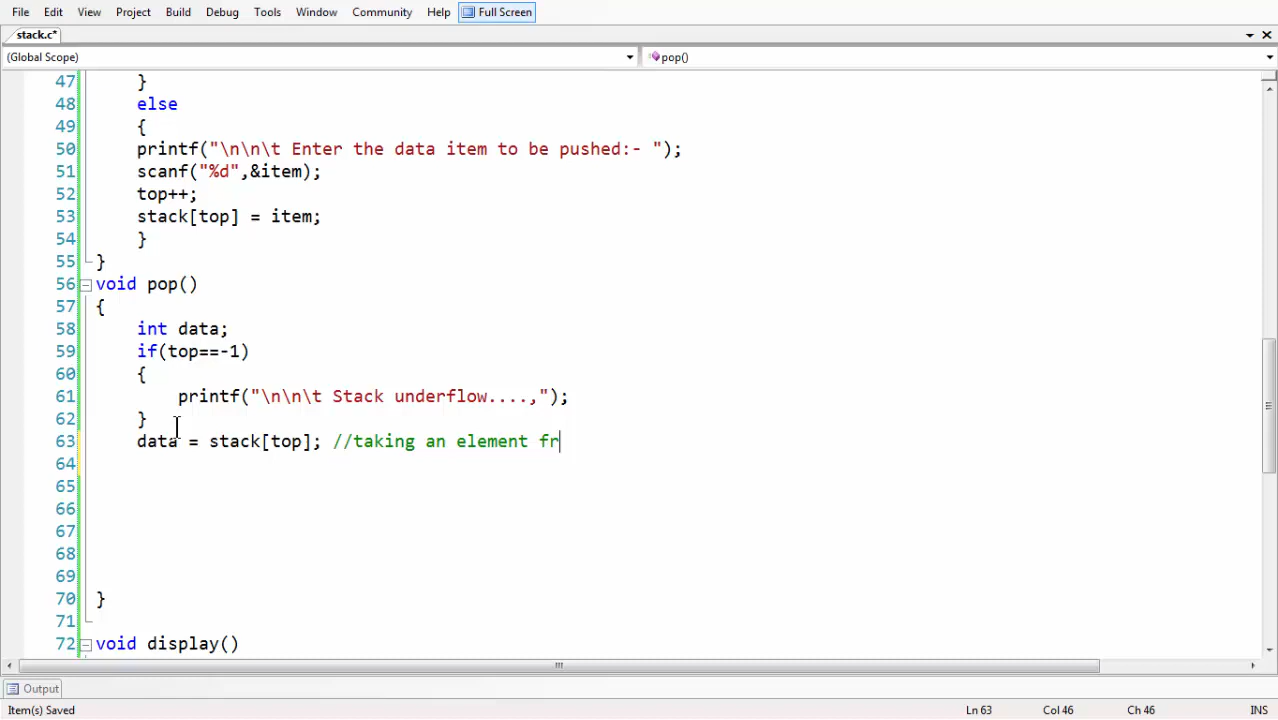 File Edit View Project Build Debug Tools Window Community Help Full Screen
stack.c*
(Global Scope) pop()
47 }
48 else
49 {
50 printf("\n\n\t Enter the data item to be pushed:- ");
51 scanf("%d",&item);
52 top++;
53 stack[top] = item;
54 }
55 }
56 void pop()
57 {
58 int data;
59 if(top==-1)
60 {
61 printf("\n\n\t Stack underflow....,");
62 }
63 data = stack[top]; //taking an element fr
64
65
66
67
68
69
70 }
71
72 void display()
Output
Item(s) Saved Ln 63 Col 46 Ch 46 INS